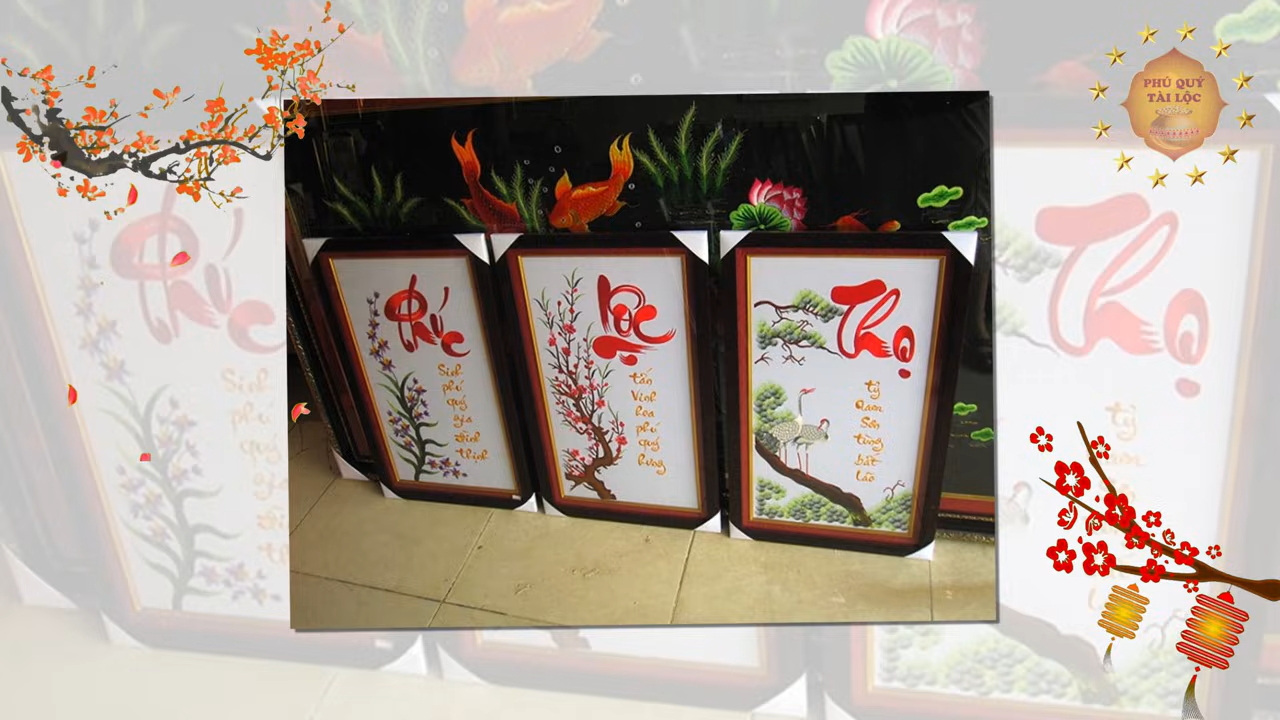 PHÚ QUÝ
TÀI LỘC
Phúc
Sinh
phú
quý
gia
đình
thịnh
Lộc
tấn
Vinh
hoa
phú
quý
hưng
Thọ
tỷ
Nam
Sơn
tùng
bất
lão